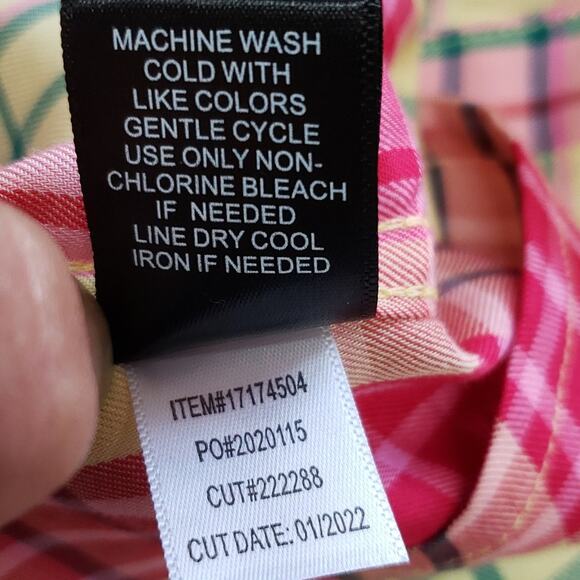 MACHINE WASH
COLD WITH
LIKE COLORS
GENTLE CYCLE
USE ONLY NON-
CHLORINE BLEACH
IF NEEDED
LINE DRY COOL
IRON IF NEEDED
ITEM#17174504
PO#2020115
CUT#222288
CUT DATE: 01/2022